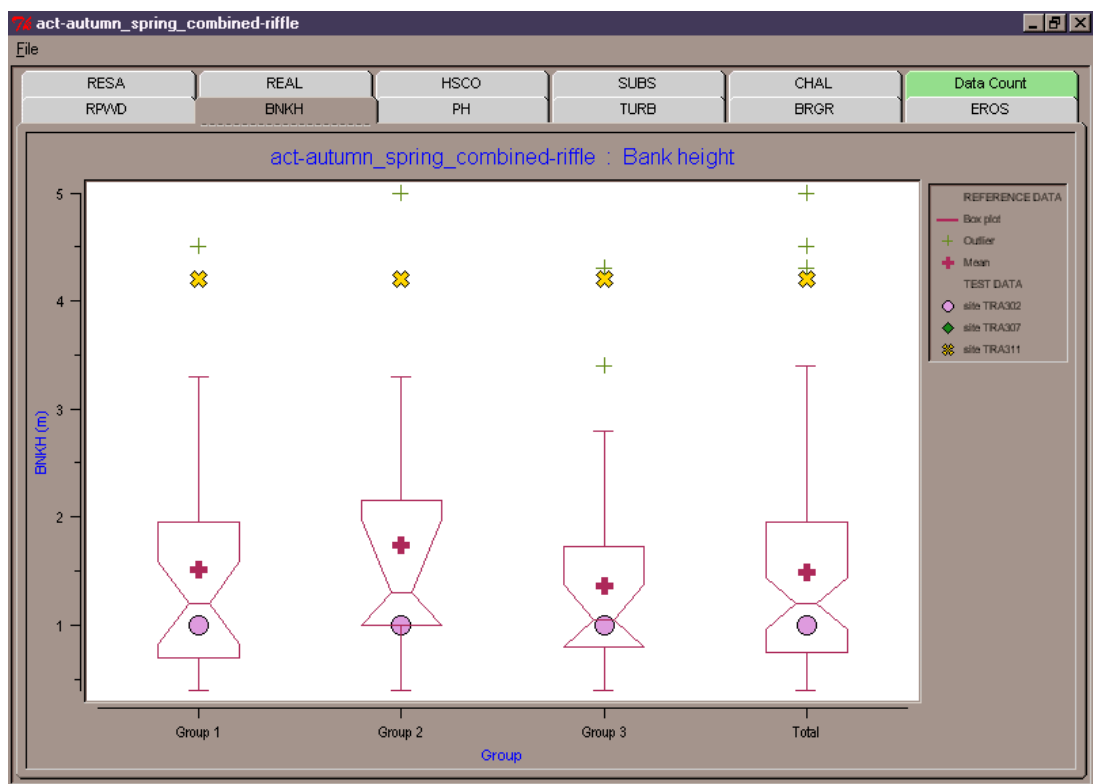 act-autumn_spring_combined-riffle
File
RESA REAL HSCO SUBS CHAL Data Count
RPWD BNKH PH TURB BRGR EROS
act-autumn_spring_combined-riffle : Bank height
5
4
3
2
1
BNKH (m)
Group 1 Group 2 Group 3 Total
Group
REFERENCE DATA
Box plot
Outlier
Mean
TEST DATA
site TRA302
site TRA307
site TRA311